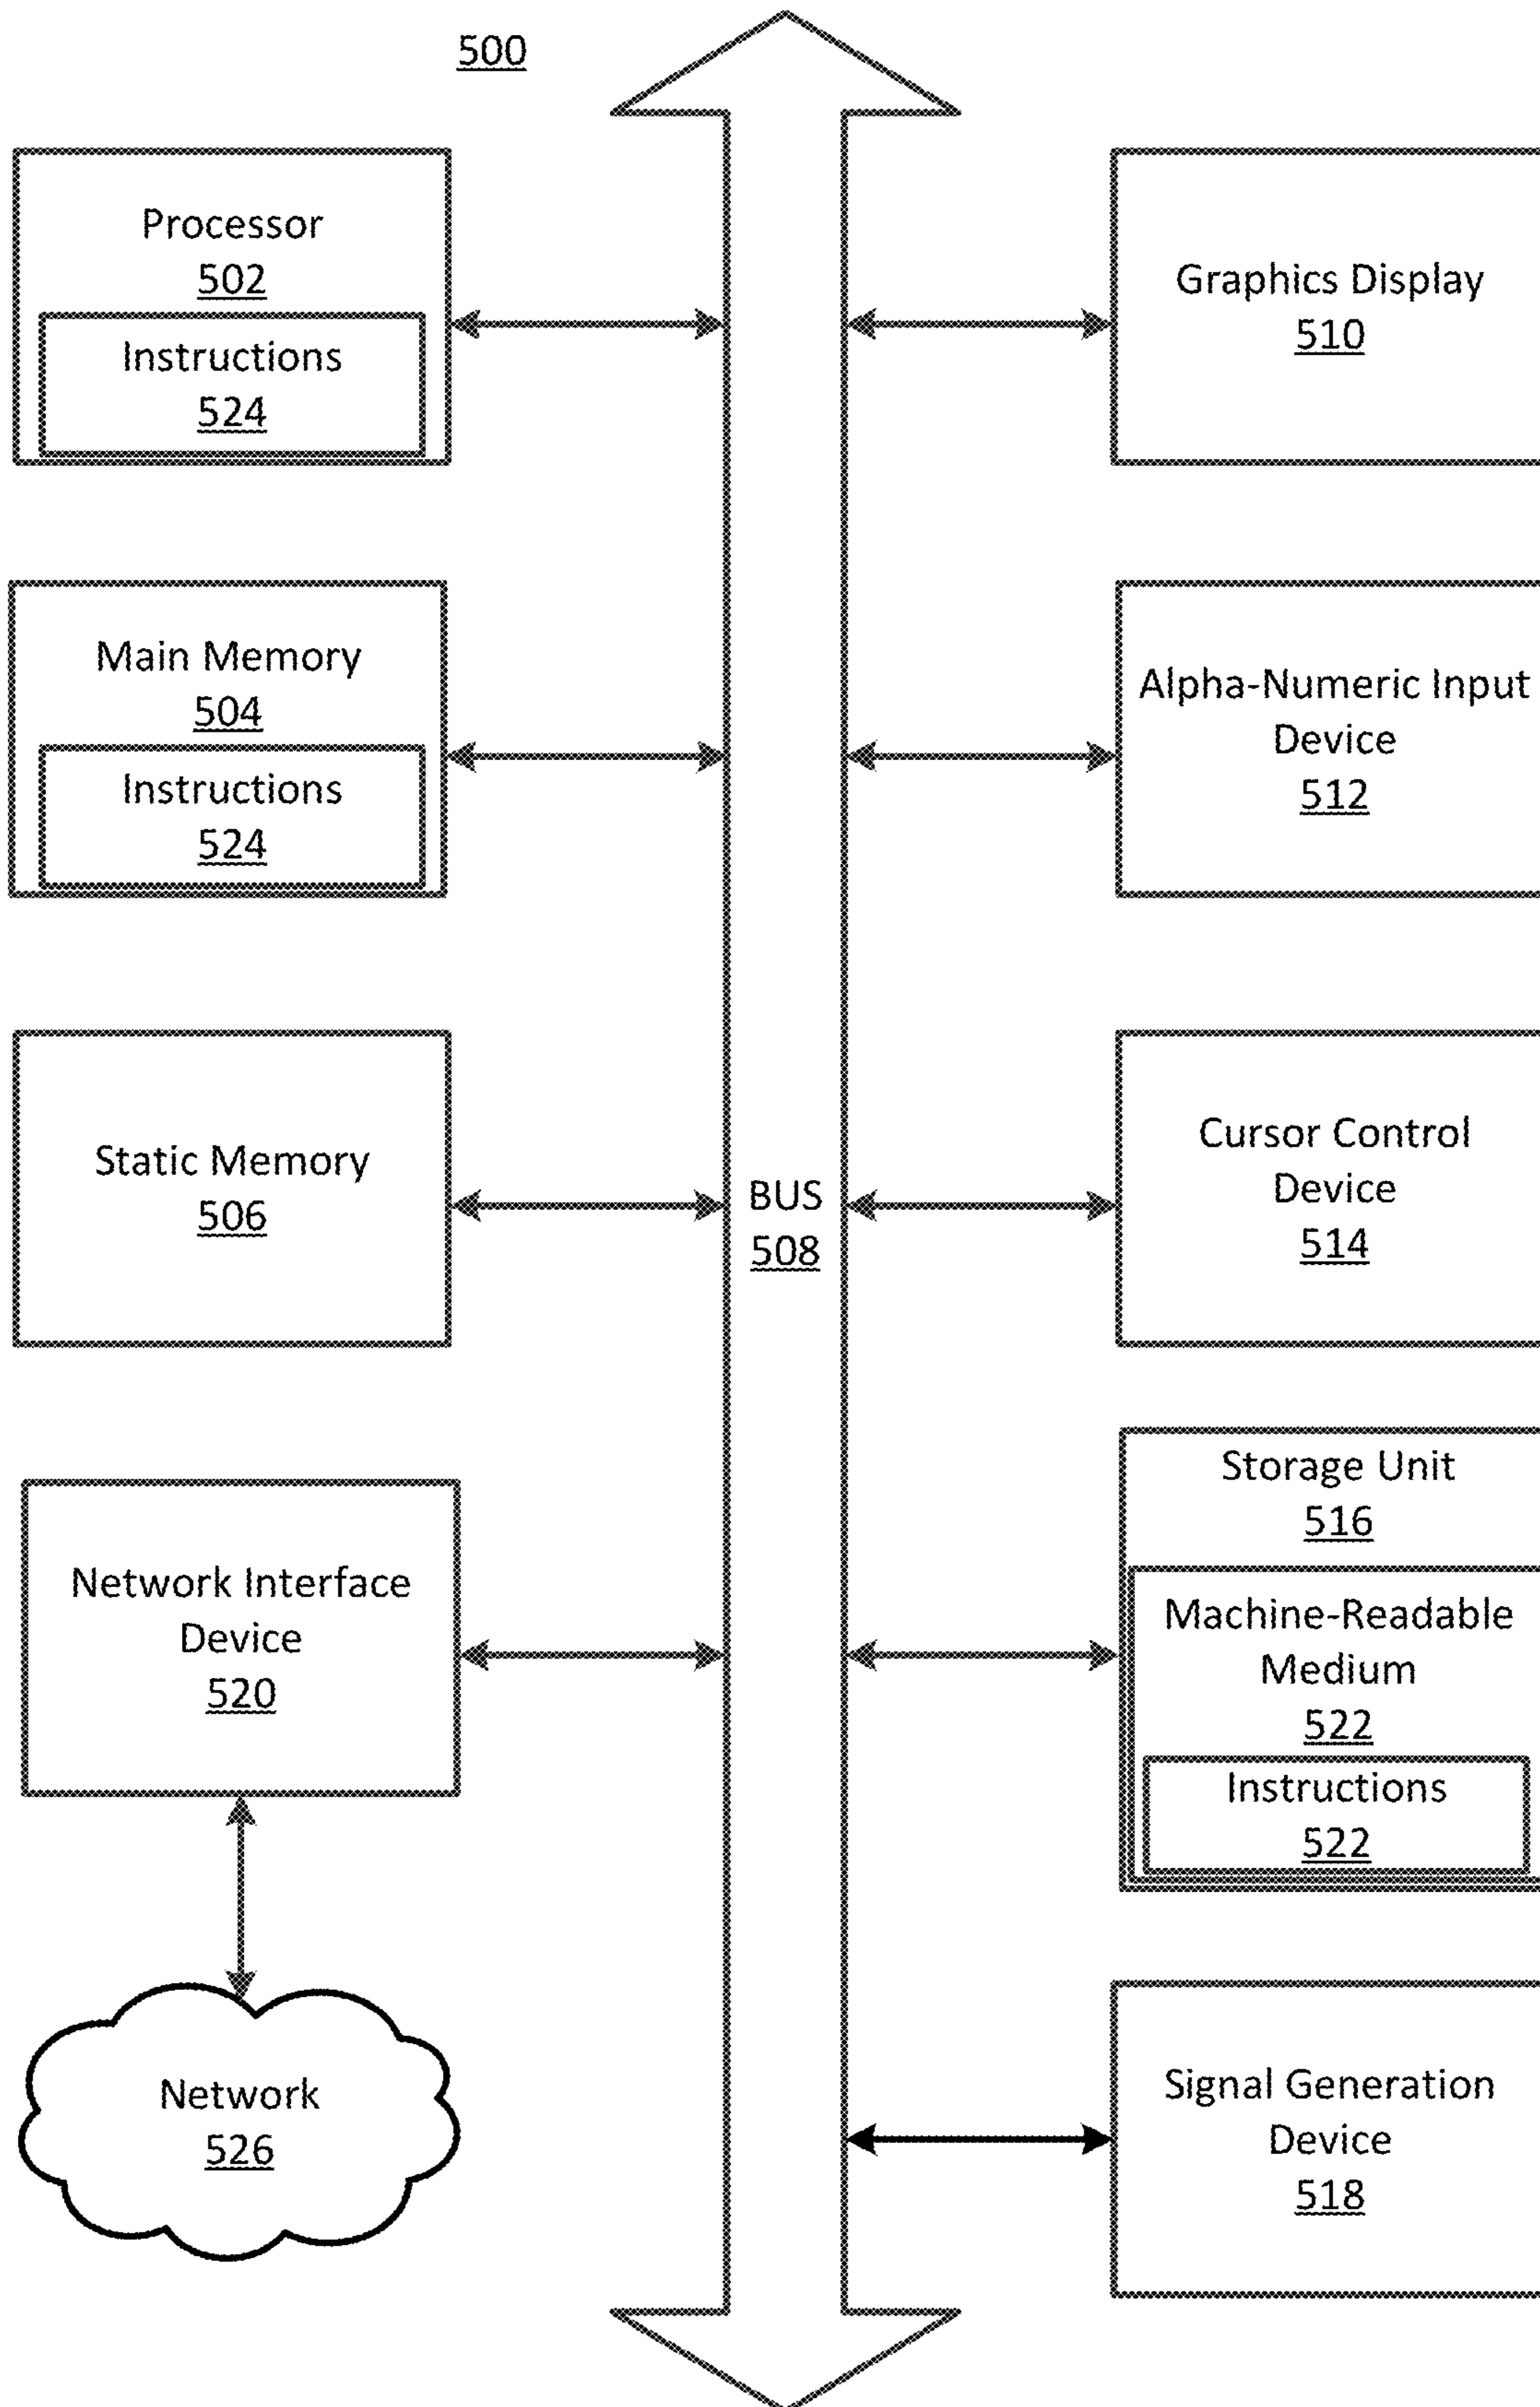 500
Processor
502
Instructions
524
Main Memory
504
Instructions
524
Static Memory
506
Network Interface
Device
520
Network
526
BUS
508
Graphics Display
510
Alpha-Numeric Input
Device
512
Cursor Control
Device
514
Storage Unit
516
Machine-Readable
Medium
522
Instructions
522
Signal Generation
Device
518